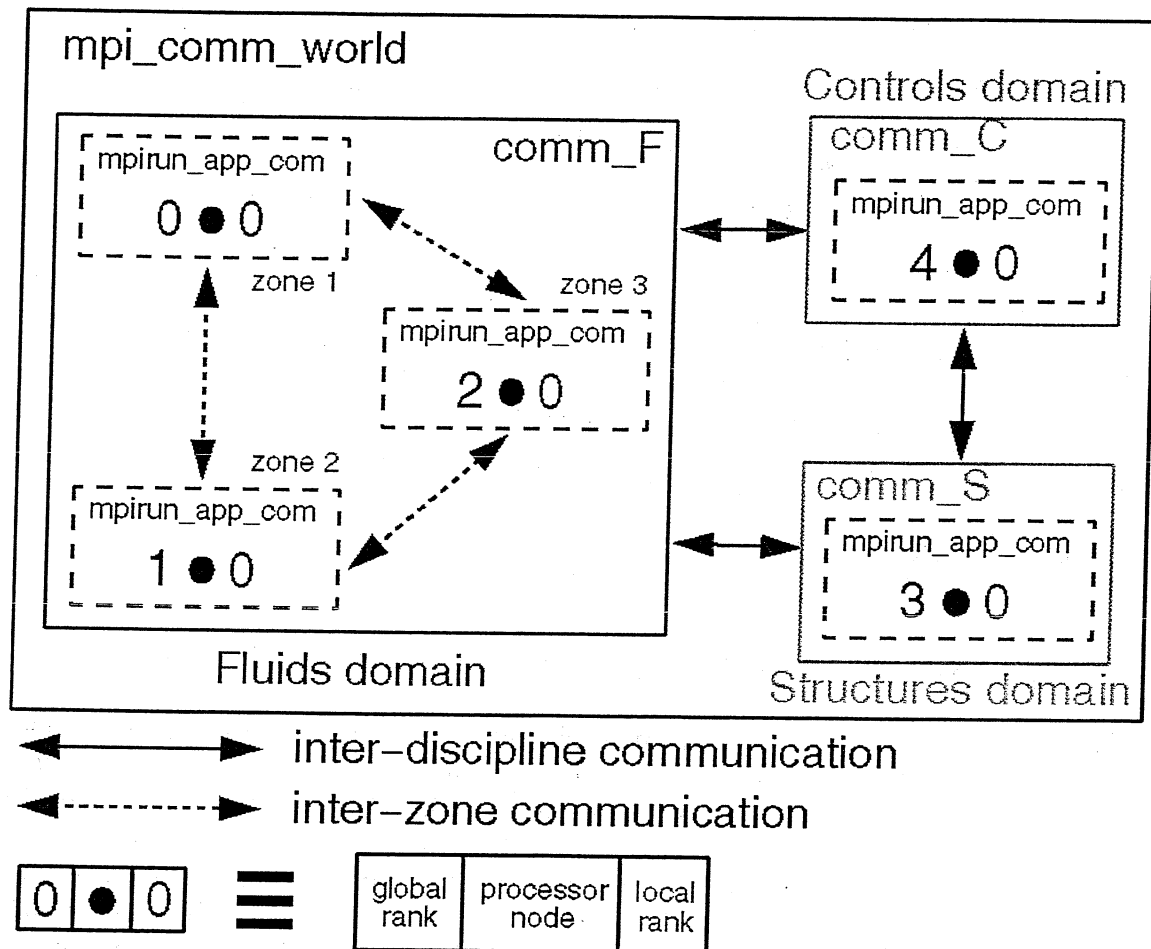 mpi_comm_world
comm_F
mpirun_app_com
0 ● 0
zone 1
zone 3
mpirun_app_com
2 ● 0
zone 2
mpirun_app_com
1 ● 0
Fluids domain
Controls domain
comm_C
mpirun_app_com
4 ● 0
comm_S
mpirun_app_com
3 ● 0
Structures domain
inter–discipline communication
inter–zone communication
0 ● 0 ≡
global rank
processor node
local rank